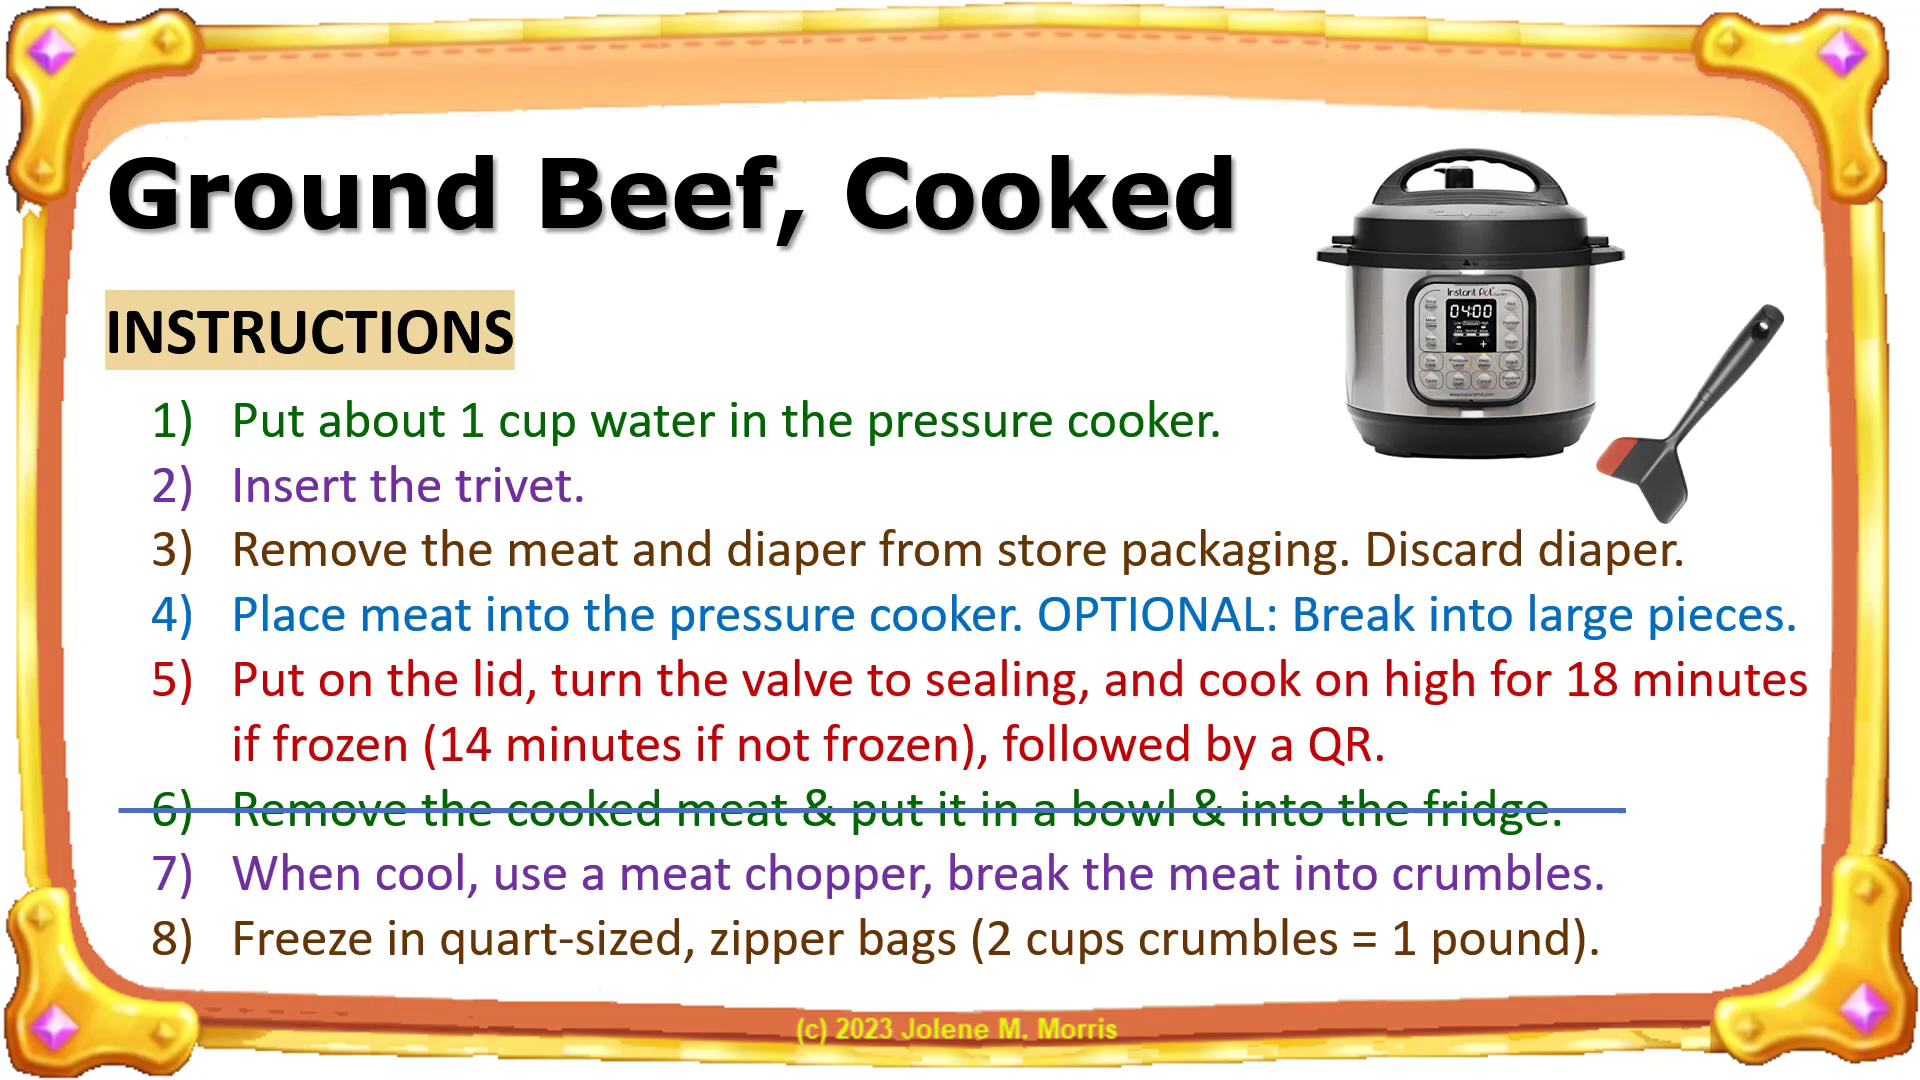 Ground Beef, Cooked
INSTRUCTIONS
1) Put about 1 cup water in the pressure cooker.
2) Insert the trivet.
3) Remove the meat and diaper from store packaging. Discard diaper.
4) Place meat into the pressure cooker. OPTIONAL: Break into large pieces.
5) Put on the lid, turn the valve to sealing, and cook on high for 18 minutes
if frozen (14 minutes if not frozen), followed by a QR.
6) Remove the cooked meat & put it in a bowl & into the fridge.
7) When cool, use a meat chopper, break the meat into crumbles.
8) Freeze in quart-sized, zipper bags (2 cups crumbles = 1 pound).
Instant Pot
04:00
(c) 2023 Jolene M. Morris